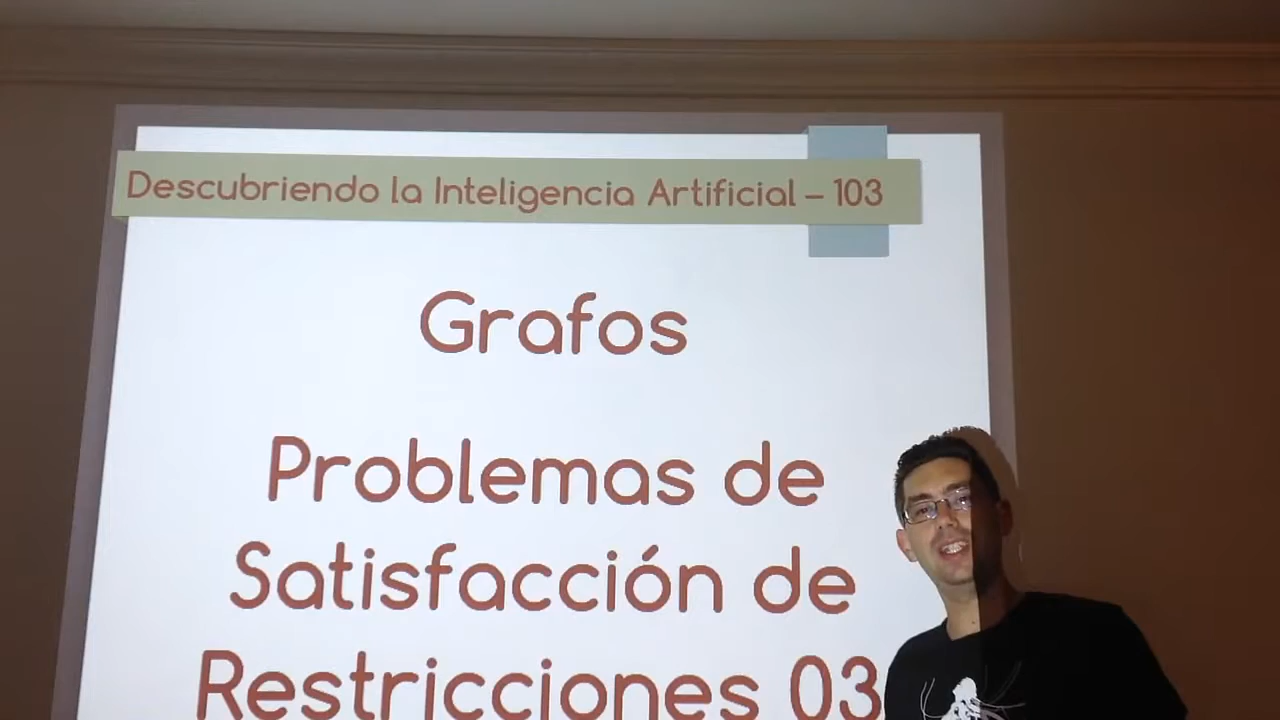 Descubriendo la Inteligencia Artificial – 103
Grafos
Problemas de
Satisfacción de
Restricciones 03